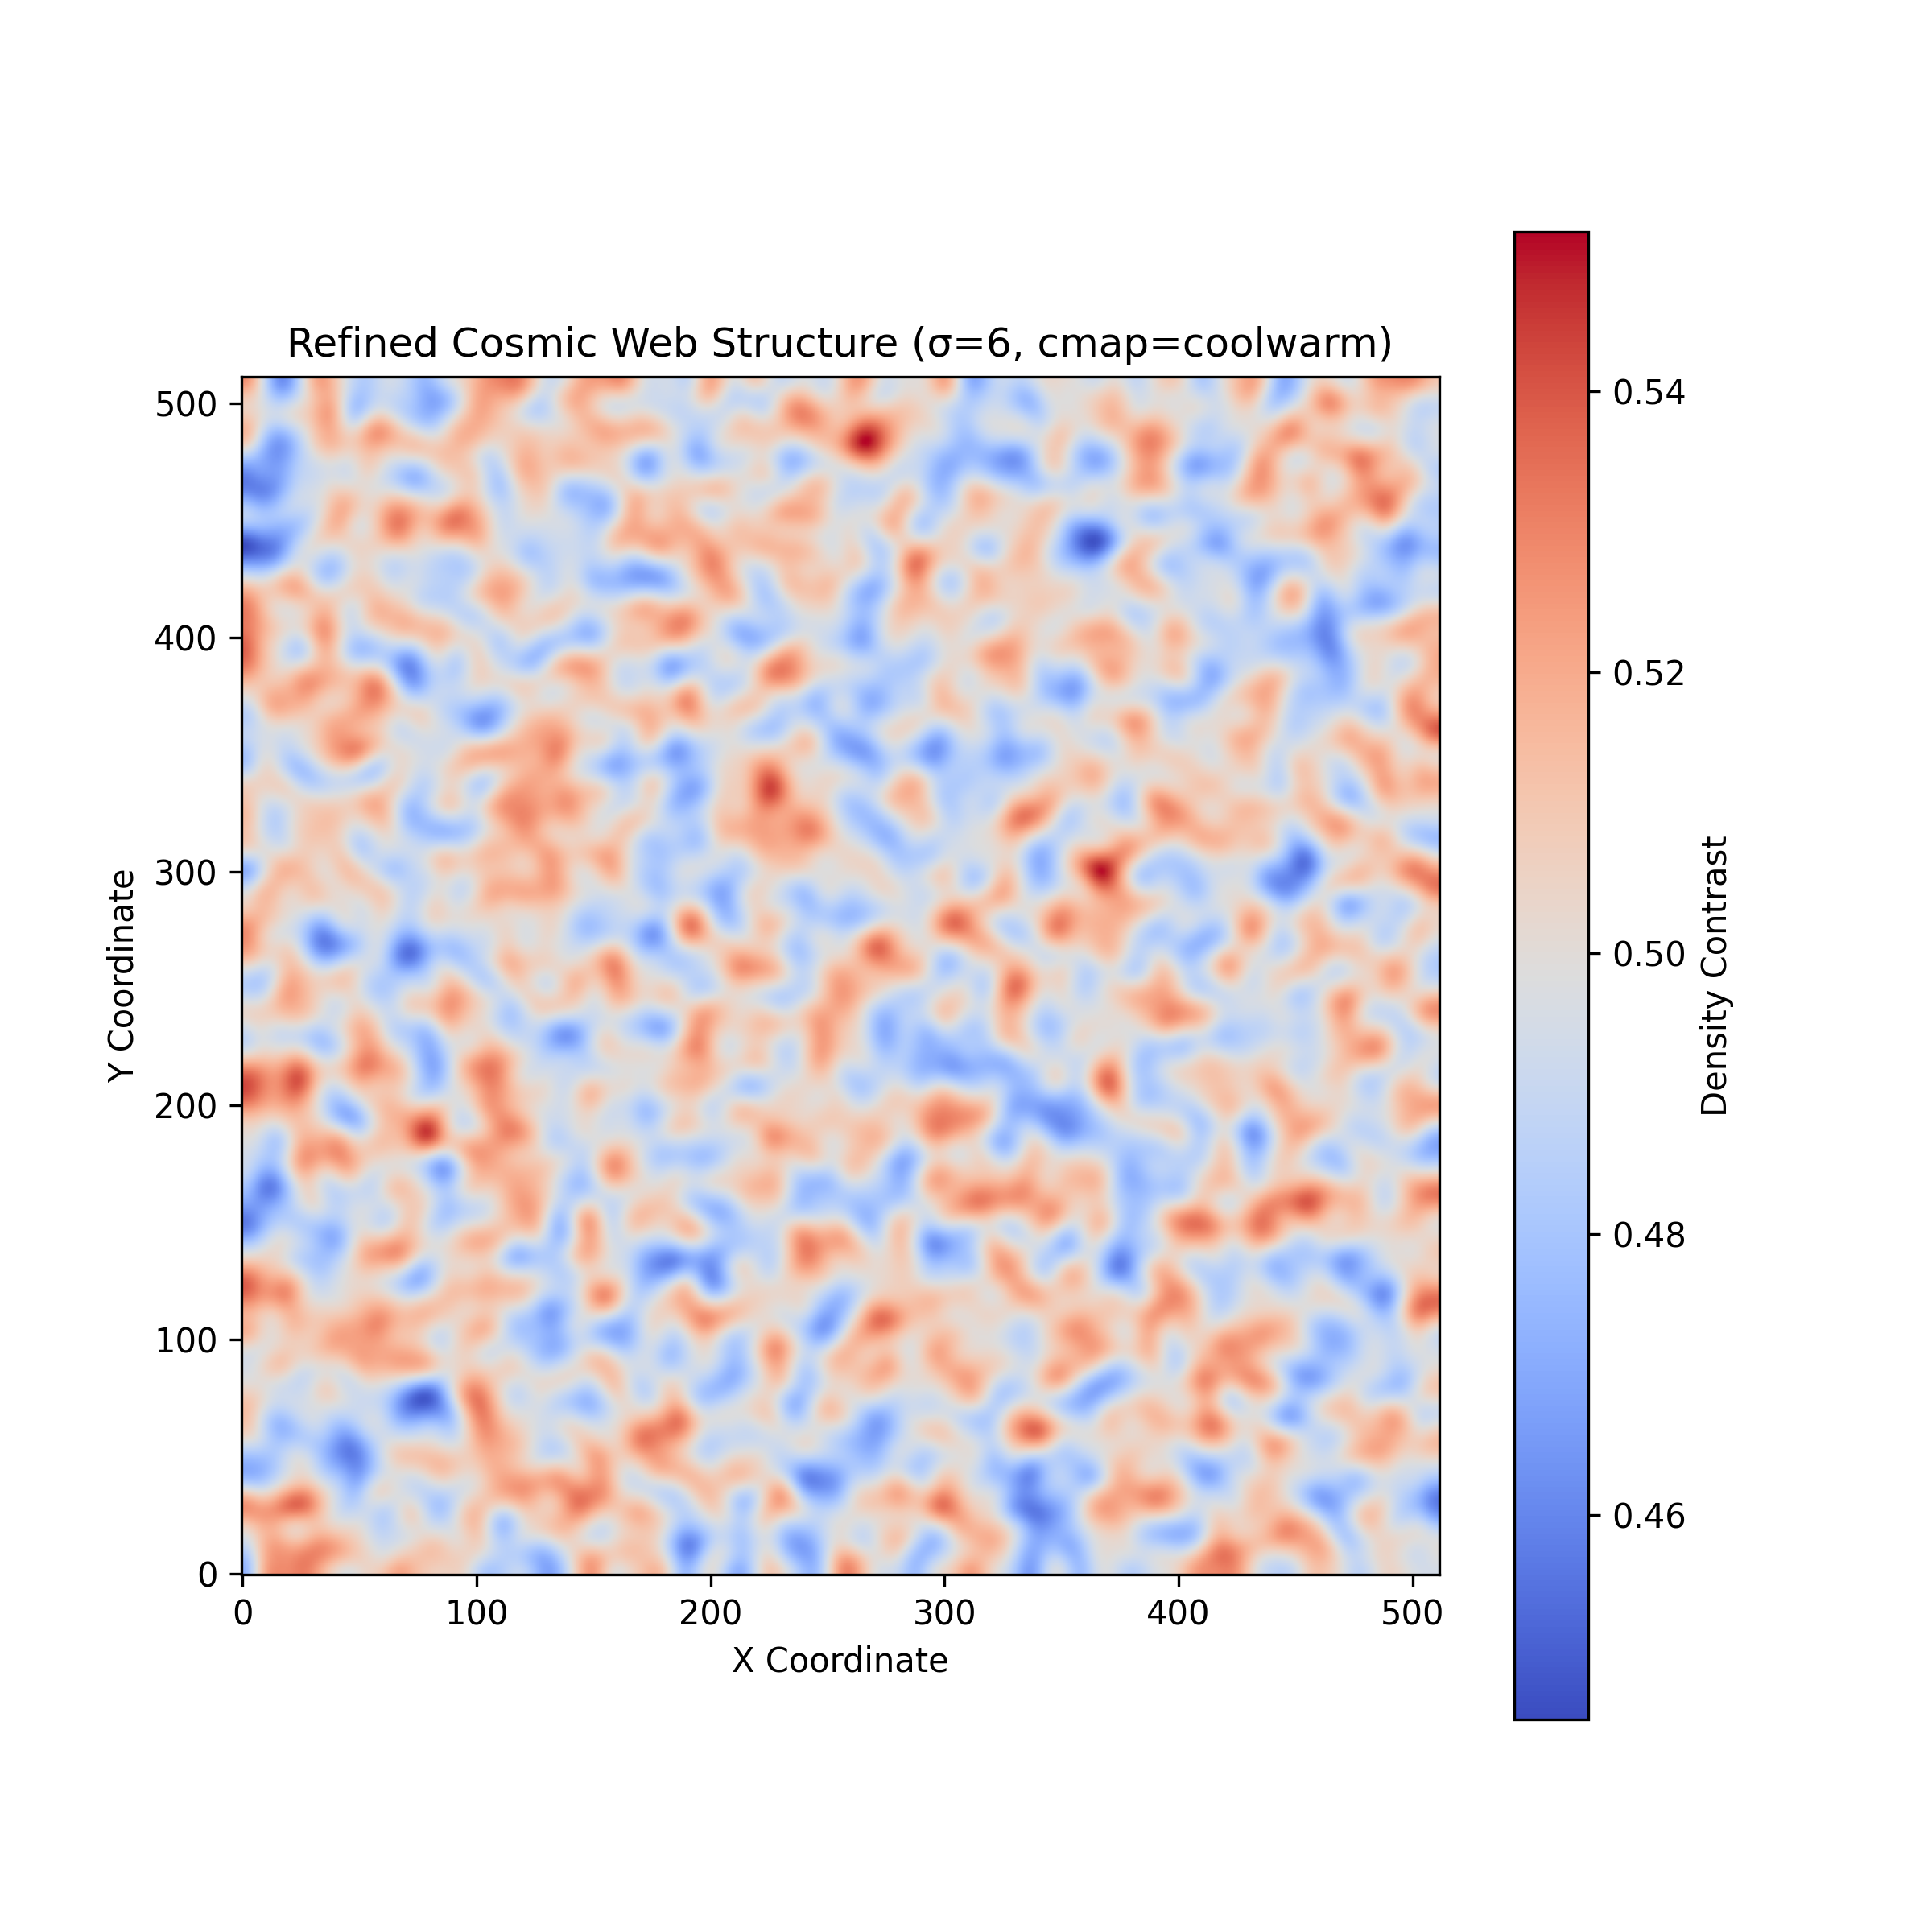 Refined Cosmic Web Structure (σ=6, cmap=coolwarm)
500
400
300
200
100
0
Y Coordinate
0 100 200 300 400 500
X Coordinate
0.54
0.52
0.50
0.48
0.46
Density Contrast